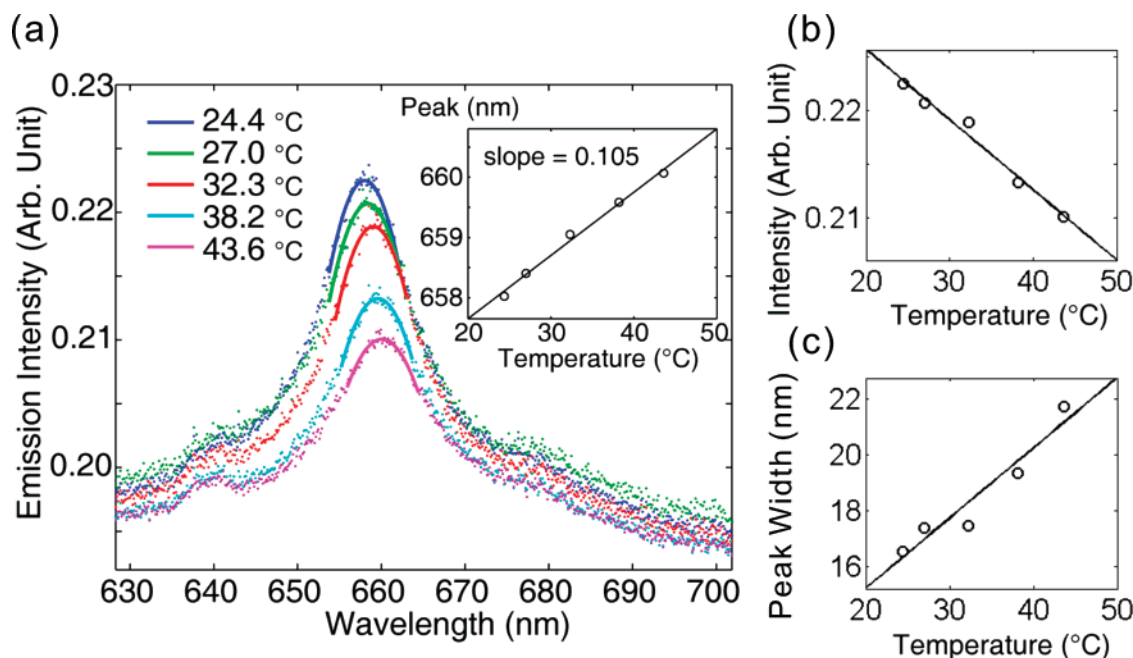 (a)
Emission Intensity (Arb. Unit)
0.23
0.22
0.21
0.20
24.4 °C
27.0 °C
32.3 °C
38.2 °C
43.6 °C
Peak (nm)
slope = 0.105
660
659
658
20 30 40 50
Temperature (°C)
630 640 650 660 670 680 690 700
Wavelength (nm)
(b)
Intensity (Arb. Unit)
0.22
0.21
20 30 40 50
Temperature (°C)
(c)
Peak Width (nm)
22
20
18
16
20 30 40 50
Temperature (°C)